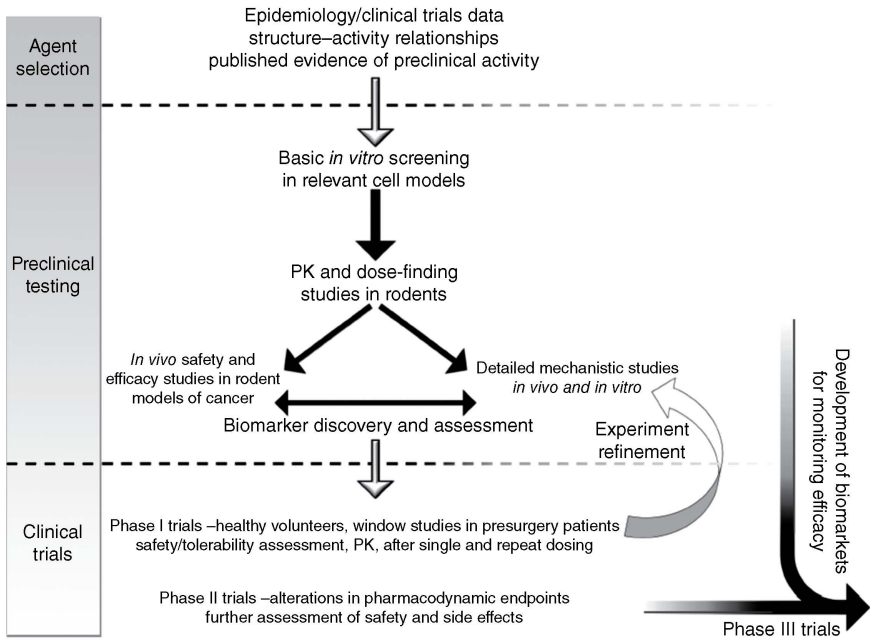 Agent
selection
Epidemiology/clinical trials data
structure–activity relationships
published evidence of preclinical activity
Preclinical
testing
Basic in vitro screening
in relevant cell models
PK and dose-finding
studies in rodents
In vivo safety and
efficacy studies in rodent
models of cancer
Detailed mechanistic studies
in vivo and in vitro
Biomarker discovery and assessment
Experiment
refinement
Development of biomarkets
for monitoring efficacy
Clinical
trials
Phase I trials –healthy volunteers, window studies in presurgery patients
safety/tolerability assessment, PK, after single and repeat dosing
Phase II trials –alterations in pharmacodynamic endpoints
further assessment of safety and side effects
Phase III trials